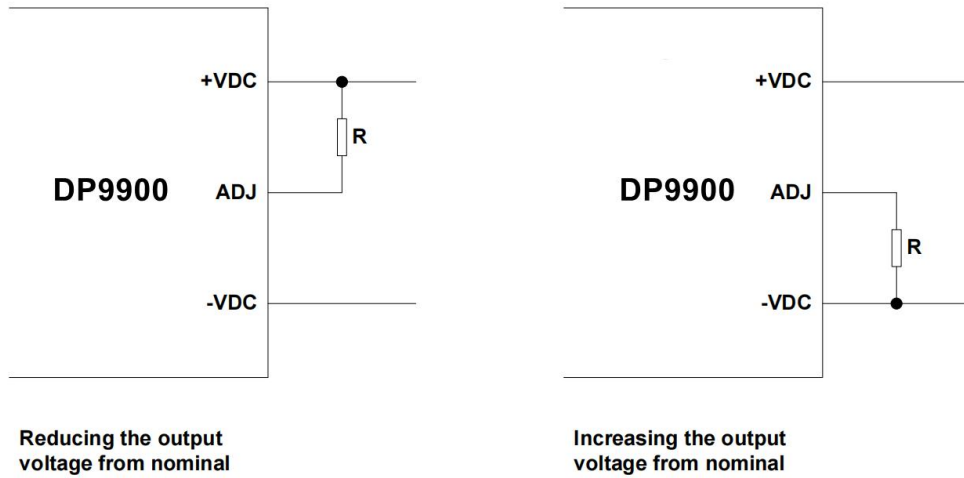 +VDC
R
DP9900
ADJ
-VDC
Reducing the output
voltage from nominal
+VDC
DP9900
ADJ
R
-VDC
Increasing the output
voltage from nominal